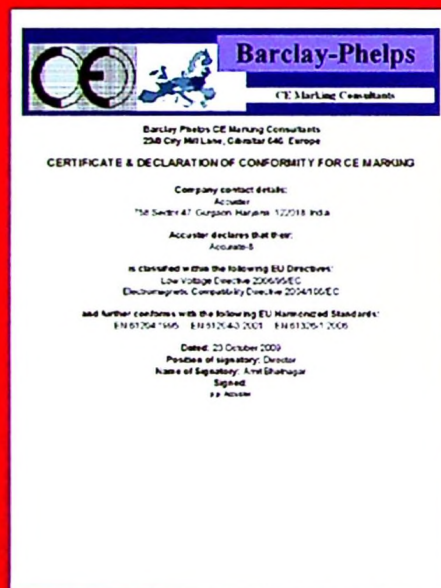 CE
Barclay-Phelps
CE Marking Consultants
Barclay Phelps CE Marking Consultants
23/8 City Mill Lane, Gibraltar 646 Europe
CERTIFICATE & DECLARATION OF CONFORMITY FOR CE MARKING
Company contact details:
Accuster
758 Sector 47 Gurgaon Haryana 122018 India
Accuster declares that their:
is classified within the following EU Directives:
Low Voltage Directive 2006/95/EC
Electromagnetic Compatibility Directive 2004/108/EC
and further conforms with the following EU Harmonized Standards:
EN 61204 1995 EN 61204-3 2001 EN 61326-1 2006
Dated: 23 October 2009
Position of signatory: Director
Name of Signatory: Amit Bhatnagar
Signed:
p.p. Accuster